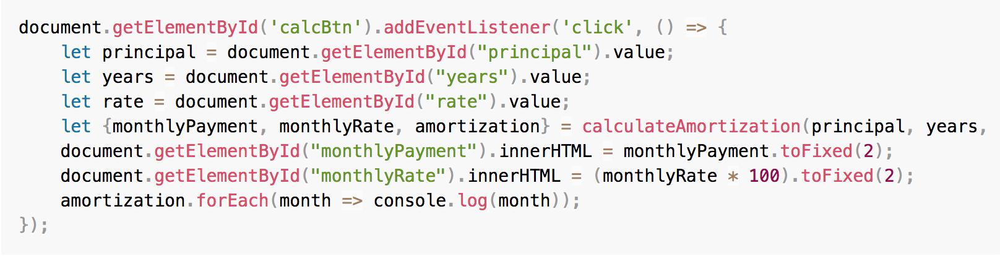 document.getElementById('calcBtn').addEventListener('click', () => {
    let principal = document.getElementById("principal").value;
    let years = document.getElementById("years").value;
    let rate = document.getElementById("rate").value;
    let {monthlyPayment, monthlyRate, amortization} = calculateAmortization(principal, years,
    document.getElementById("monthlyPayment").innerHTML = monthlyPayment.toFixed(2);
    document.getElementById("monthlyRate").innerHTML = (monthlyRate * 100).toFixed(2);
    amortization.forEach(month => console.log(month));
});